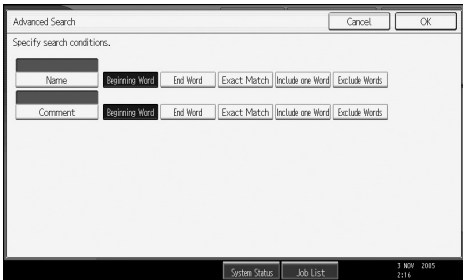 Advanced Search Cancel OK
Specify search conditions.
Name Beginning Word End Word Exact Match Include one Word Exclude Words
Comment Beginning Word End Word Exact Match Include one Word Exclude Words
System Status Job List 3 NOV 2005
2:16